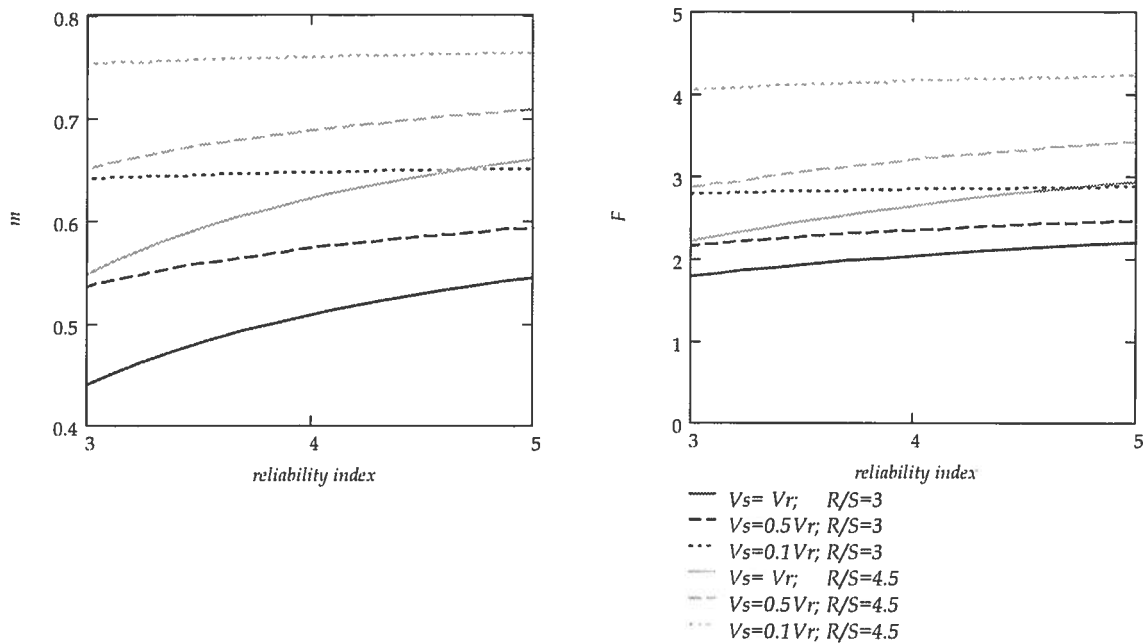 0.8
0.7
0.6
0.5
0.4
m
3
4
5
reliability index
5
4
3
2
1
0
F
3
4
5
reliability index
Vs= Vr; R/S=3
Vs=0.5Vr; R/S=3
Vs=0.1Vr; R/S=3
Vs= Vr; R/S=4.5
Vs=0.5Vr; R/S=4.5
Vs=0.1Vr; R/S=4.5